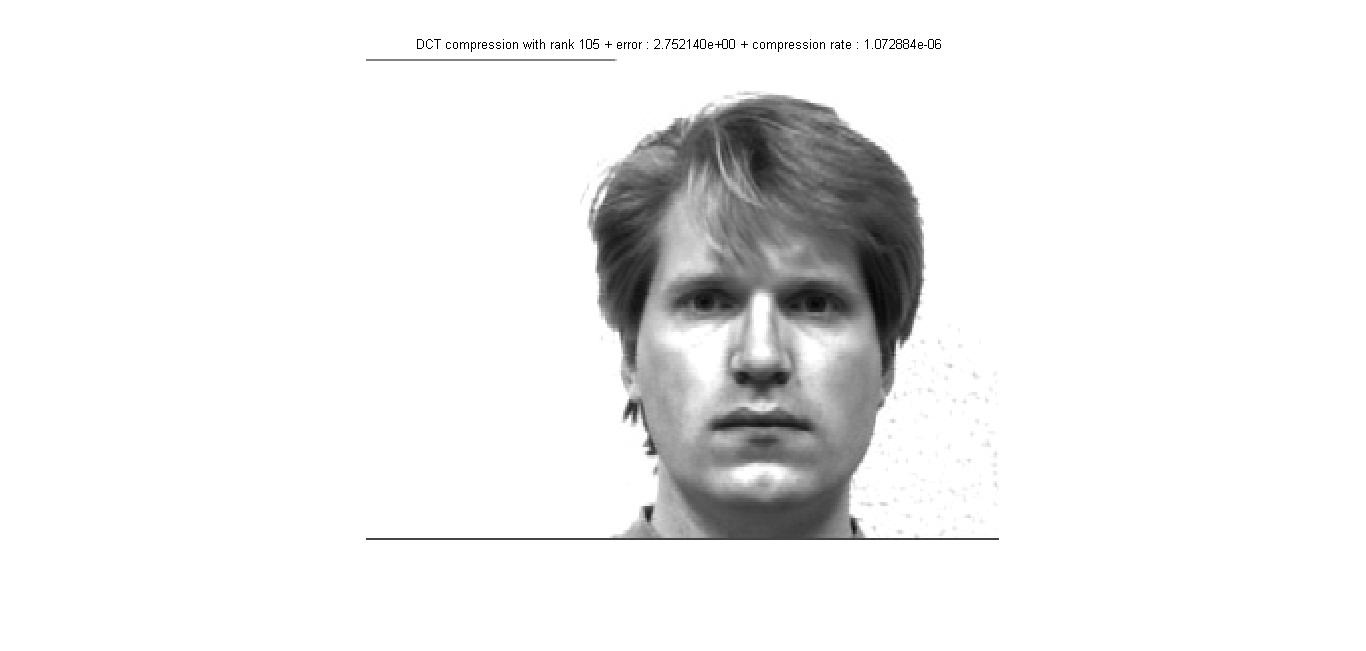 DCT compression with rank 105 + error : 2.752140e+00 + compression rate : 1.072884e-06